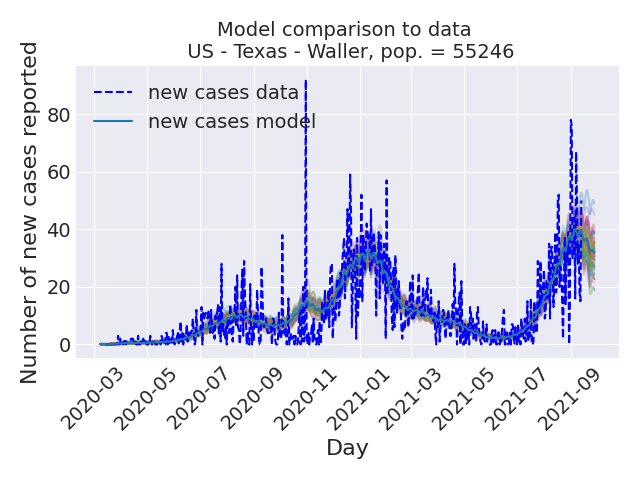 Model comparison to data
US - Texas - Waller, pop. = 55246
Number of new cases reported
80
60
40
20
0
new cases data
new cases model
2020-03
2020-05
2020-07
2020-09
2020-11
2021-01
2021-03
2021-05
2021-07
2021-09
Day